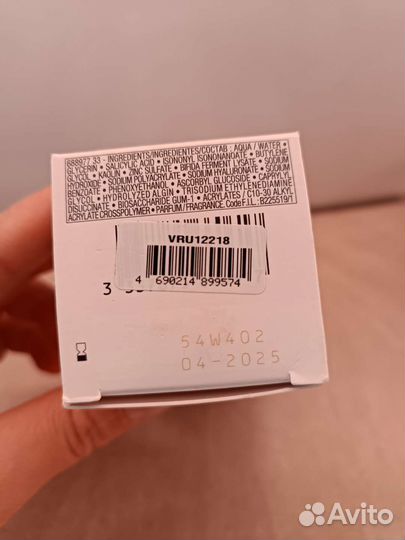 688977 33 - INGREDIENTS/INGREDIENTES/СОСТАВ : AQUA / WATER •
GLYCERIN • SALICYLIC ACID • ISONONYL ISONONANOATE • BUTYLENE
GLYCOL • KAOLIN • ZINC SULFATE • BIFIDA FERMENT LYSATE • SODIUM
HYDROXIDE • SODIUM POLYACRYLATE • SODIUM HYALURONATE • SODIUM
BENZOATE • PHENOXYETHANOL • ASCORBYL GLUCOSIDE • CAPRYLYL
GLYCOL • HYDROLYZED ALGIN • TRISODIUM ETHYLENEDIAMINE
DISUCCINATE • BIOSACCHARIDE GUM-1 • ACRYLATES / C10-30 ALKYL
ACRYLATE CROSSPOLYMER • PARFUM/FRAGRANCE. Code F.I.L. : B225519/1
VRU12218
3
4 690214 899574
54W402
04-2025
Avito